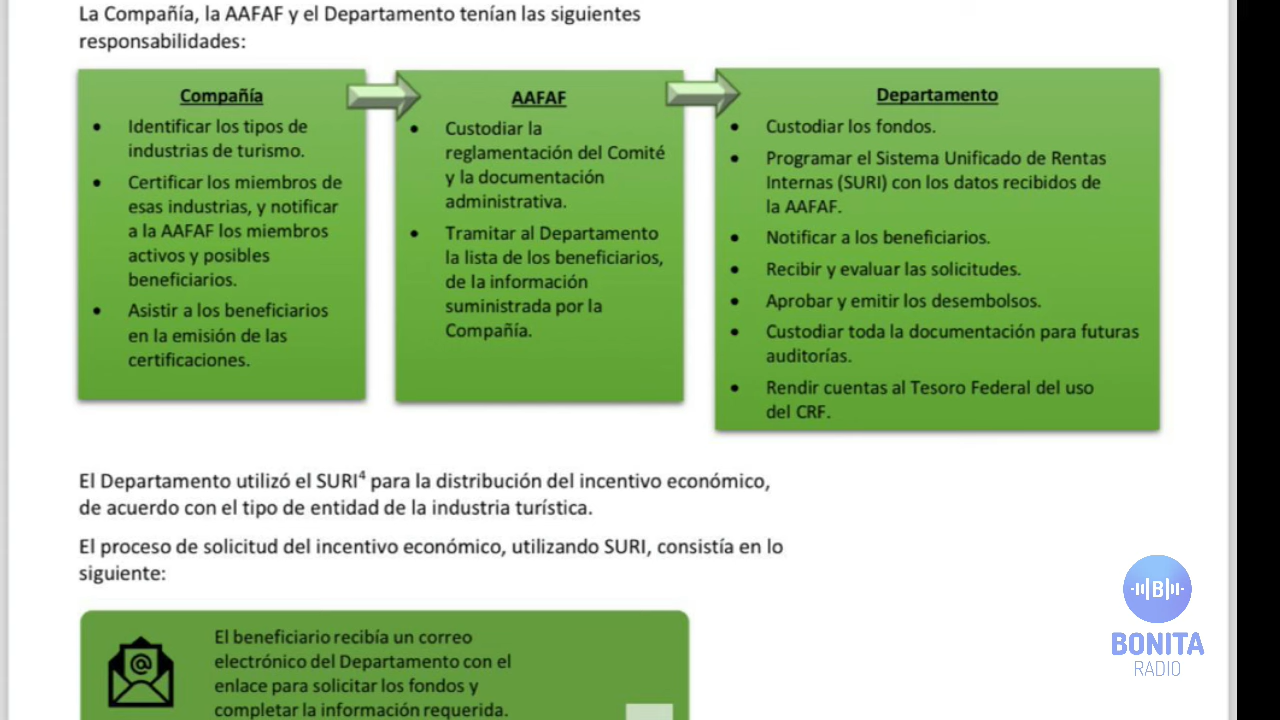 La Compañía, la AAFAF y el Departamento tenían las siguientes
responsabilidades:
Compañía
• Identificar los tipos de
industrias de turismo.
• Certificar los miembros de
esas industrias, y notificar
a la AAFAF los miembros
activos y posibles
beneficiarios.
• Asistir a los beneficiarios
en la emisión de las
certificaciones.
AAFAF
• Custodiar la
reglamentación del Comité
y la documentación
administrativa.
• Tramitar al Departamento
la lista de los beneficiarios,
de la información
suministrada por la
Compañía.
Departamento
• Custodiar los fondos.
• Programar el Sistema Unificado de Rentas
Internas (SURI) con los datos recibidos de
la AAFAF.
• Notificar a los beneficiarios.
• Recibir y evaluar las solicitudes.
• Aprobar y emitir los desembolsos.
• Custodiar toda la documentación para futuras
auditorías.
• Rendir cuentas al Tesoro Federal del uso
del CRF.
El Departamento utilizó el SURI⁴ para la distribución del incentivo económico,
de acuerdo con el tipo de entidad de la industria turística.
El proceso de solicitud del incentivo económico, utilizando SURI, consistía en lo
siguiente:
@
El beneficiario recibía un correo
electrónico del Departamento con el
enlace para solicitar los fondos y
completar la información requerida.
B
BONITA
RADIO